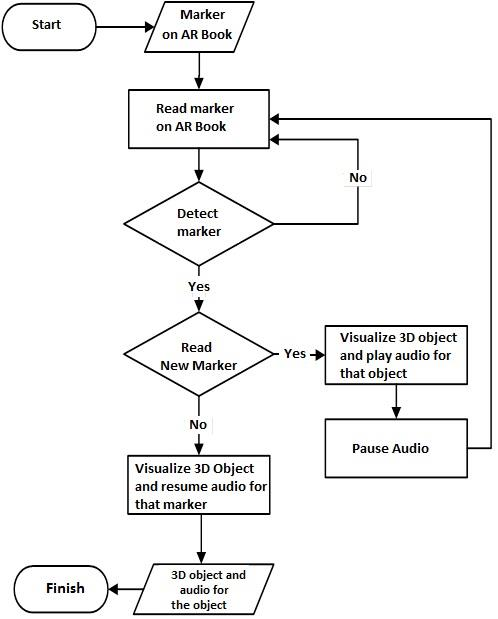 Start
Marker
on AR Book
Read marker
on AR Book
No
Detect
marker
Yes
Read
New Marker
Yes
Visualize 3D object
and play audio for
that object
No
Pause Audio
Visualize 3D Object
and resume audio for
that marker
3D object and
audio for
the object
Finish